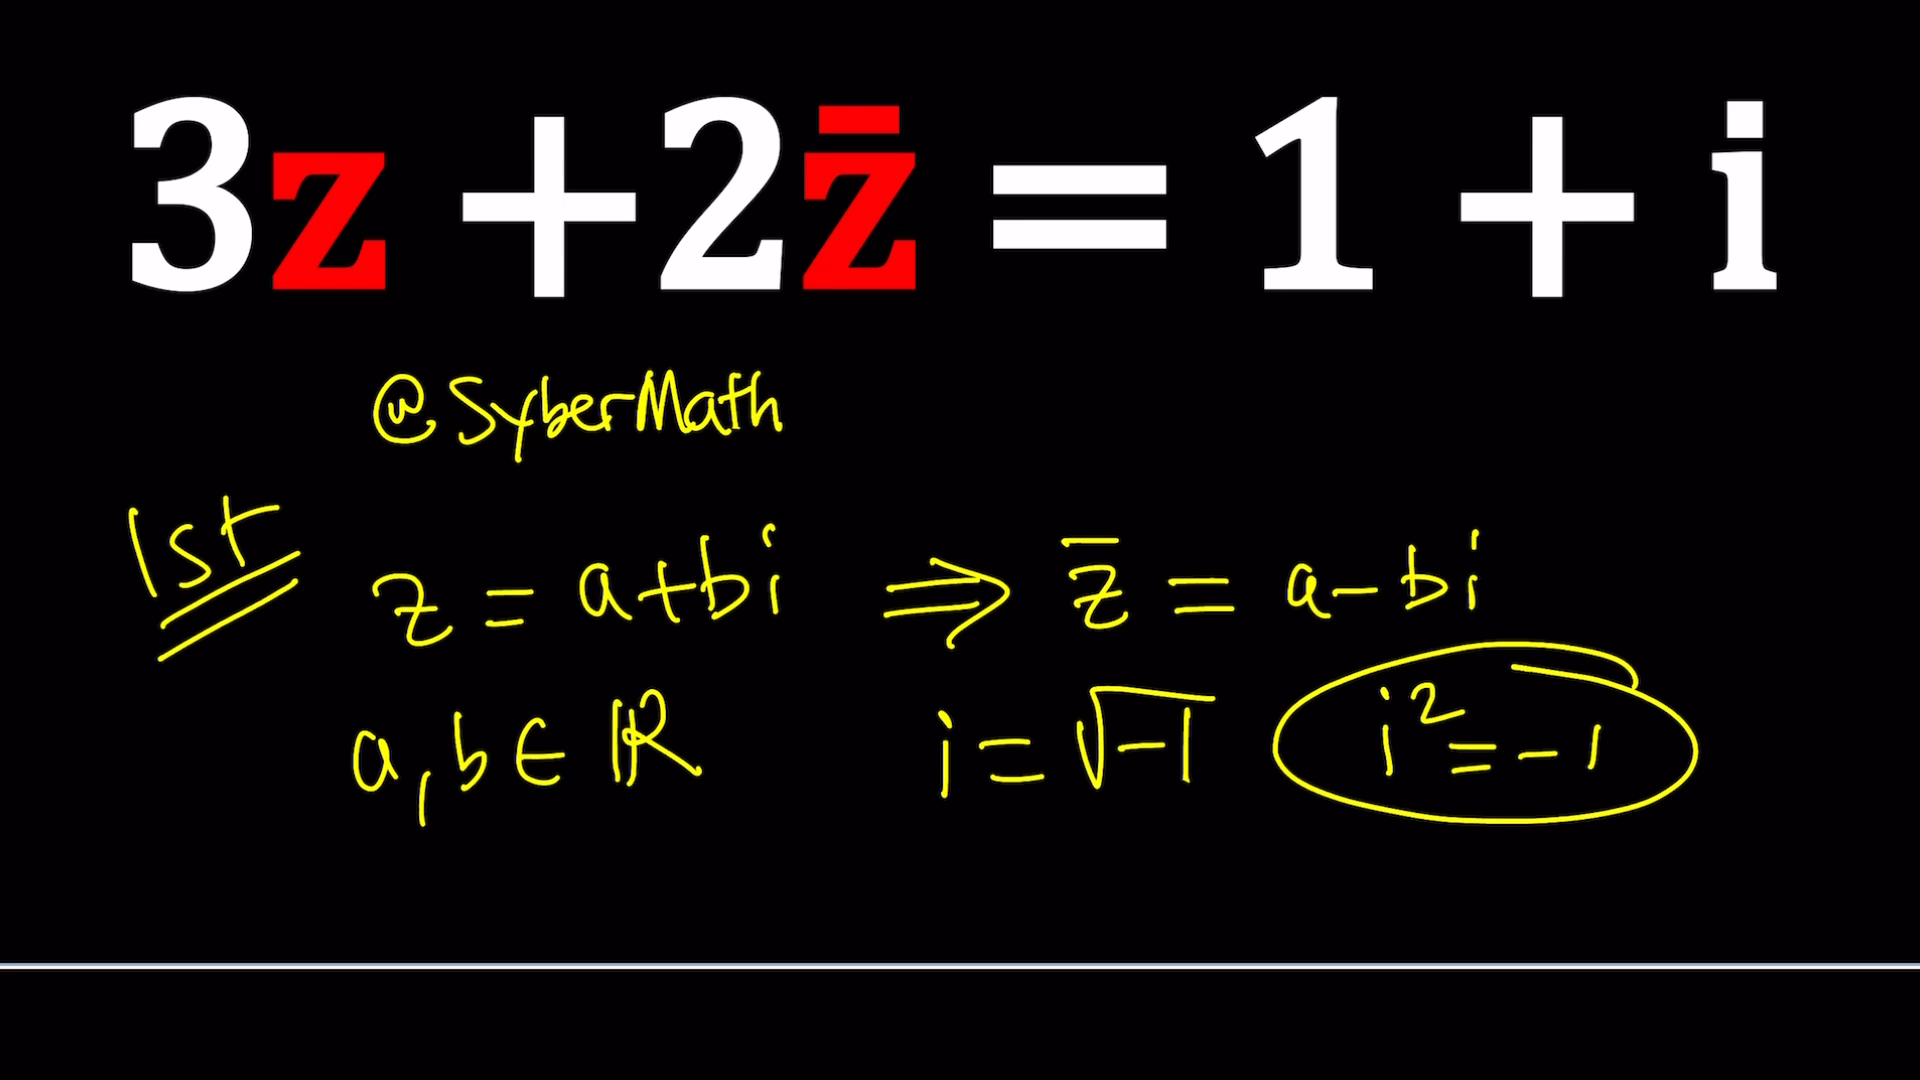 3z + 2z̄ = 1 + i
@SyberMath
1st z = a+bi ⇒ z̄ = a-bi
a,b ∈ ℝ i = √-1 i² = -1